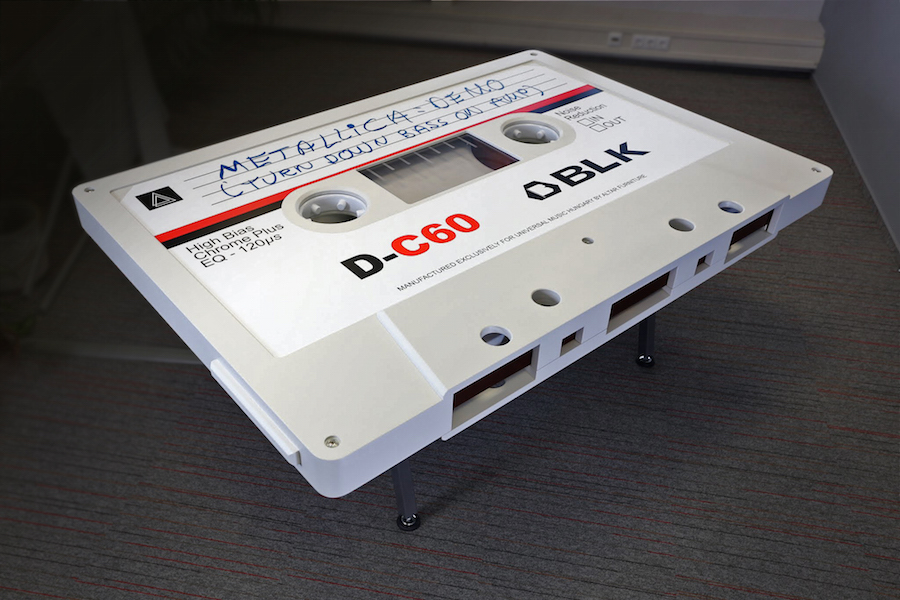 METALLICA - DEMO
(TURN DOWN BASS ON AMP)
A
Noise
Reduction
IN
OUT
High Bias
Chrome Plus
EQ - 120µs
D-C60
BLK
MANUFACTURED EXCLUSIVELY FOR UNIVERSAL MUSIC HUNGARY BY ALTAR FURNITURE